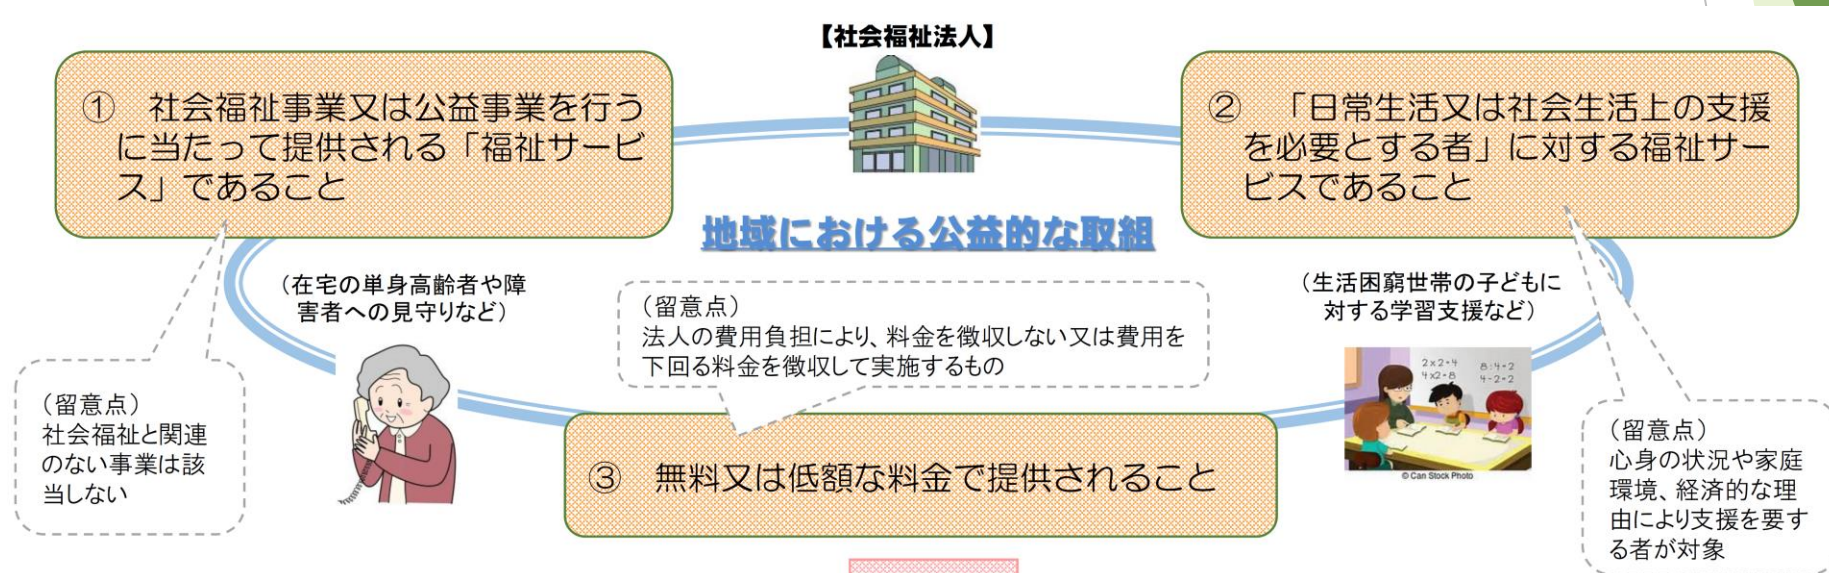 【社会福祉法人】
① 社会福祉事業又は公益事業を行う
に当たって提供される「福祉サービ
ス」であること
② 「日常生活又は社会生活上の支援
を必要とする者」に対する福祉サー
ビスであること
地域における公益的な取組
（在宅の単身高齢者や障
害者への見守りなど）
（留意点）
法人の費用負担により、料金を徴収しない又は費用を
下回る料金を徴収して実施するもの
（生活困窮世帯の子どもに
対する学習支援など）
（留意点）
社会福祉と関連
のない事業は該
当しない
2x2=4
4x2=8
8:4=2
4-2=2
© Can Stock Photo
③ 無料又は低額な料金で提供されること
（留意点）
心身の状況や家庭
環境、経済的な理
由により支援を要す
る者が対象